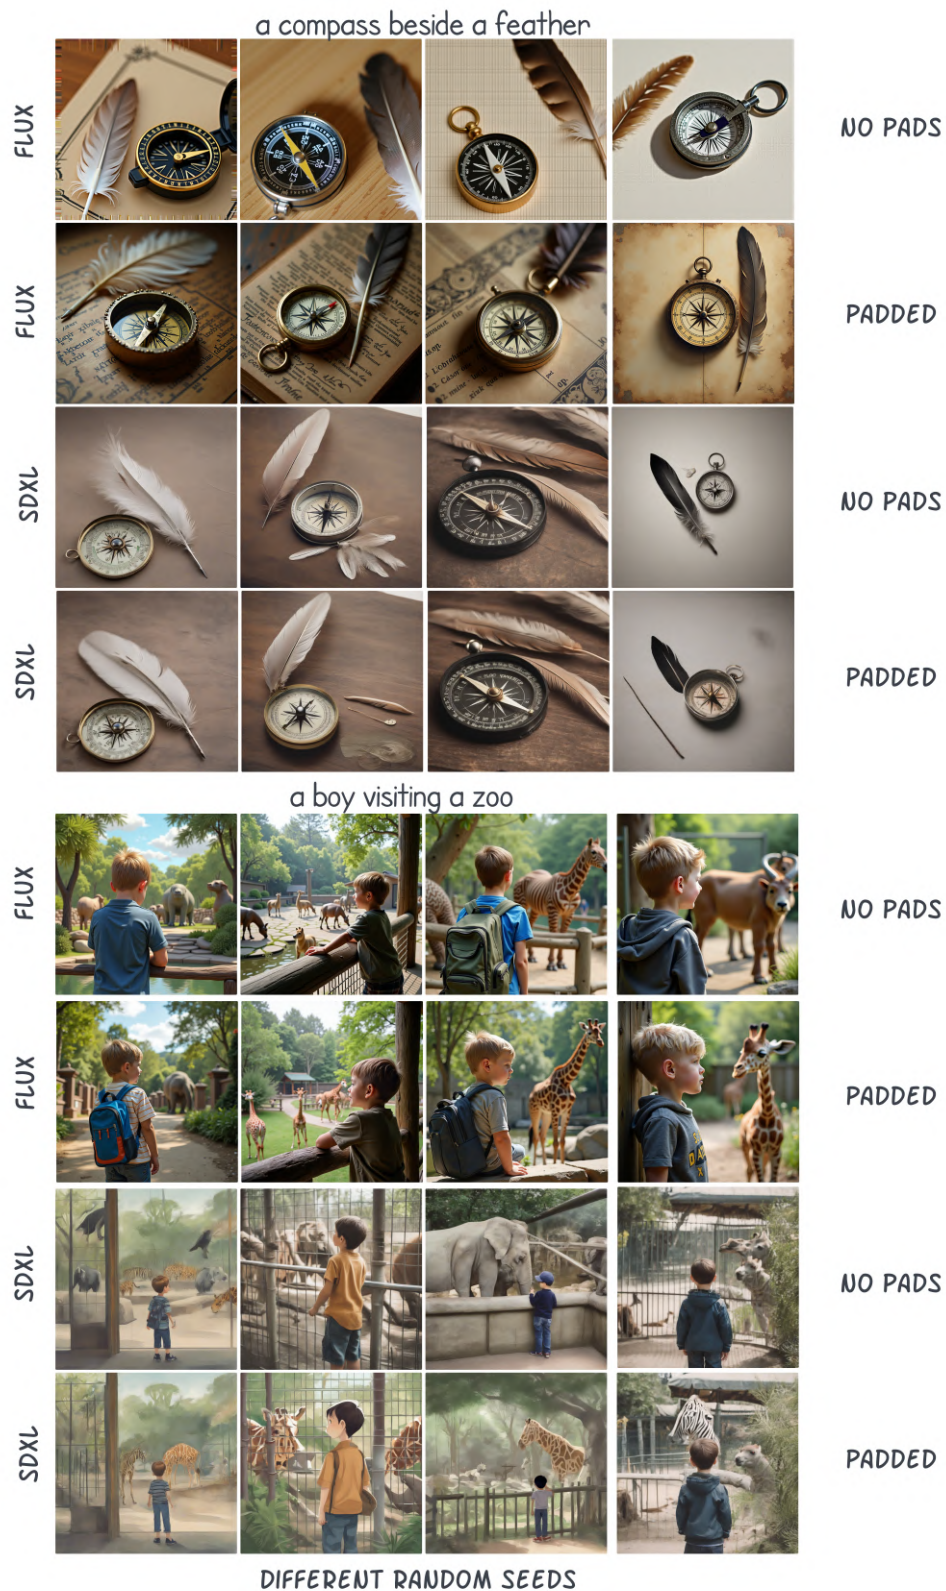 a compass beside a feather
FLUX
NO PADS
FLUX
PADDED
SDXL
NO PADS
SDXL
PADDED
a boy visiting a zoo
FLUX
NO PADS
FLUX
PADDED
SDXL
NO PADS
SDXL
PADDED
DIFFERENT RANDOM SEEDS